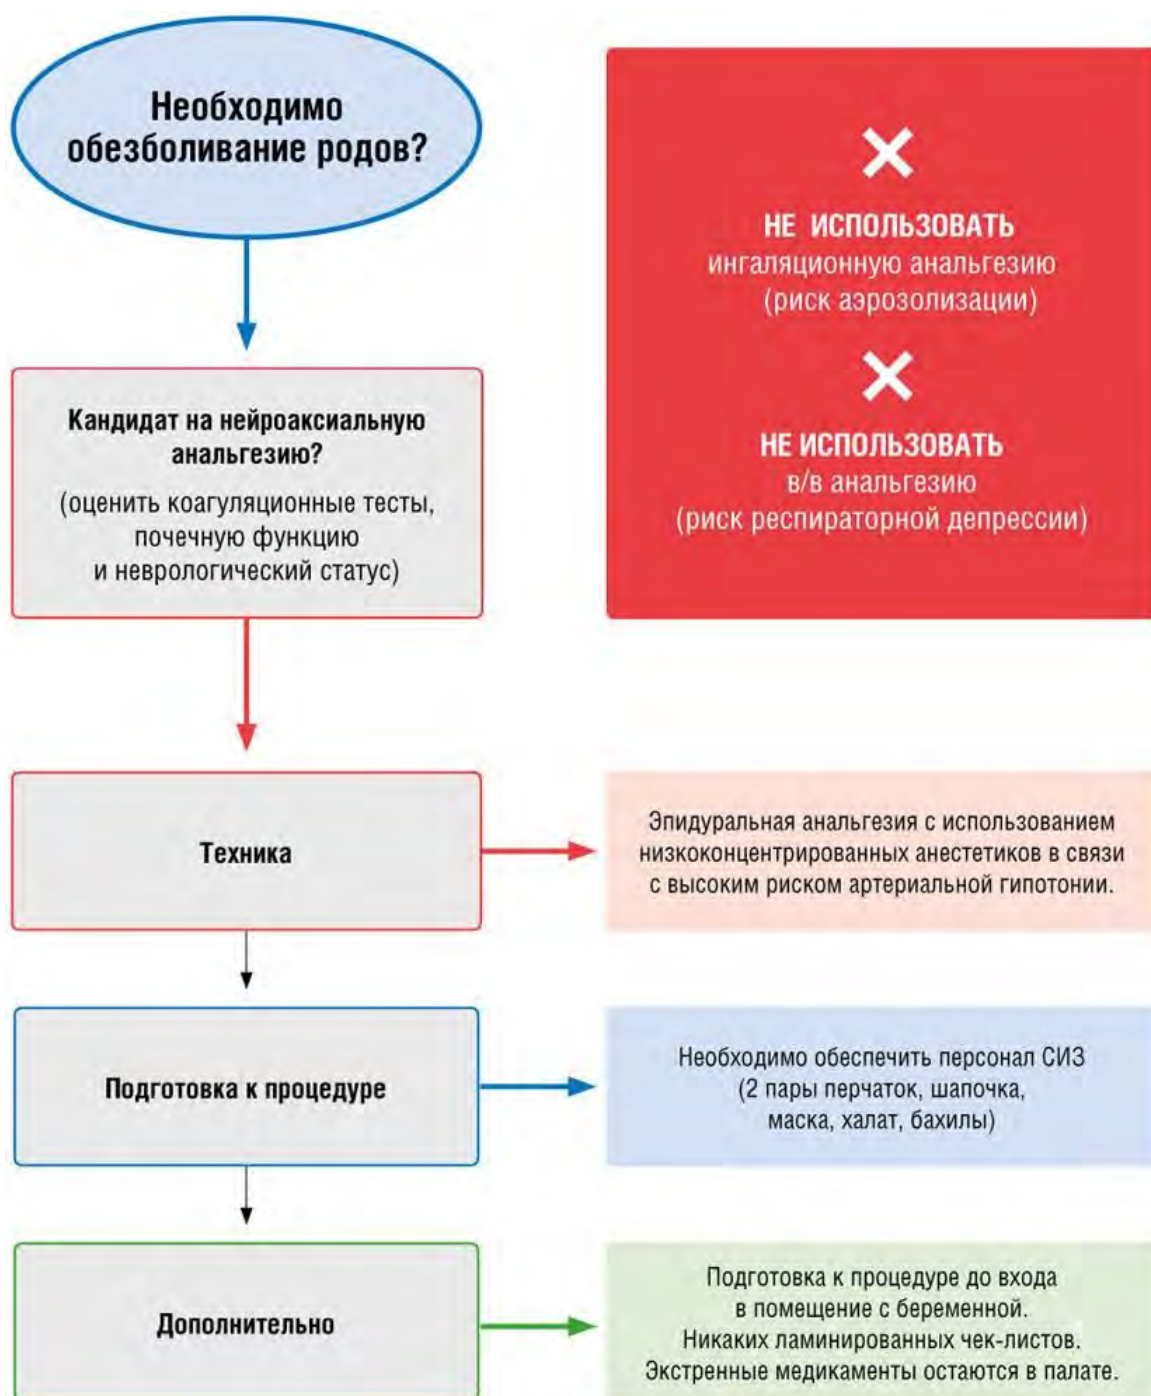 Необходимо
обезболивание родов?
НЕ ИСПОЛЬЗОВАТЬ
ингаляционную анальгезию
(риск аэрозолизации)
НЕ ИСПОЛЬЗОВАТЬ
в/в анальгезию
(риск респираторной депрессии)
Кандидат на нейроаксиальную
анальгезию?
(оценить коагуляционные тесты,
почечную функцию
и неврологический статус)
Техника
Эпидуральная анальгезия с использованием
низкоконцентрированных анестетиков в связи
с высоким риском артериальной гипотонии.
Подготовка к процедуре
Необходимо обеспечить персонал СИЗ
(2 пары перчаток, шапочка,
маска, халат, бахилы)
Дополнительно
Подготовка к процедуре до входа
в помещение с беременной.
Никаких ламинированных чек-листов.
Экстренные медикаменты остаются в палате.